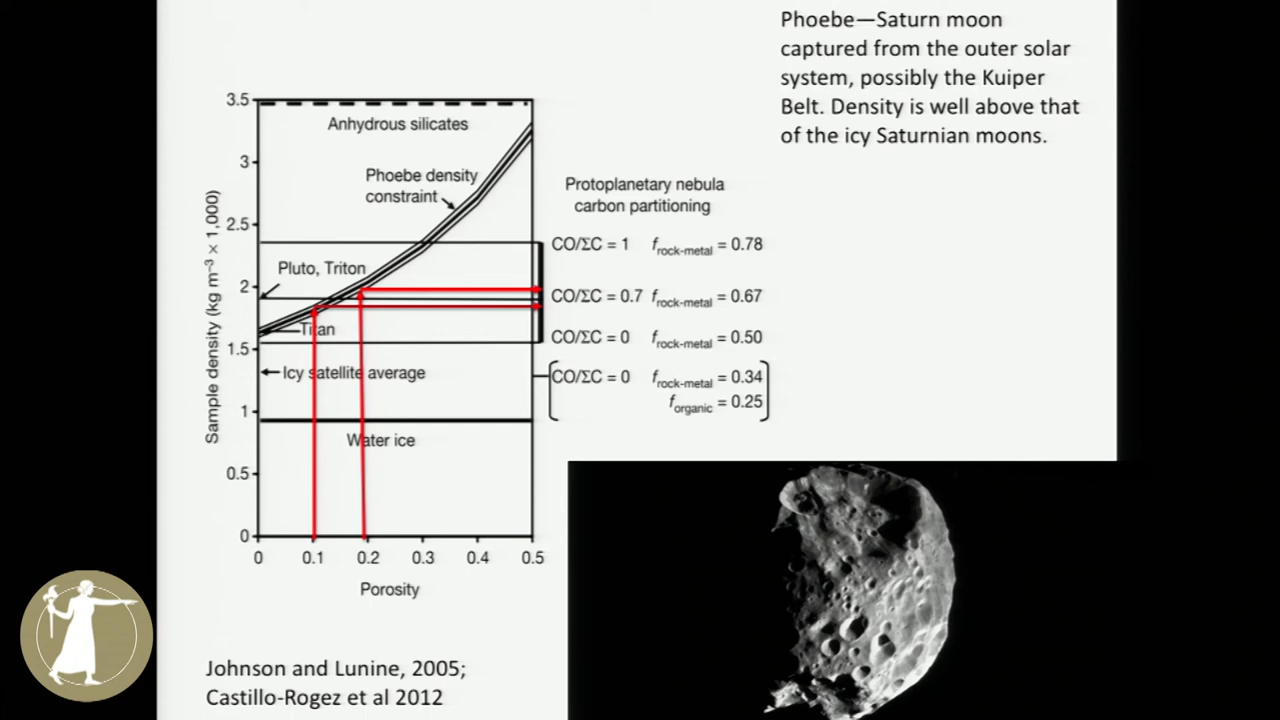 Phoebe—Saturn moon
captured from the outer solar
system, possibly the Kuiper
Belt. Density is well above that
of the icy Saturnian moons.
3.5
3
2.5
2
1.5
1
0.5
0
Sample density (kg m⁻³ × 1,000)
Anhydrous silicates
Phoebe density
constraint
Pluto, Triton
Titan
Icy satellite average
Water ice
0 0.1 0.2 0.3 0.4 0.5
Porosity
Protoplanetary nebula
carbon partitioning
CO/ΣC = 1 f rock-metal = 0.78
CO/ΣC = 0.7 f rock-metal = 0.67
CO/ΣC = 0 f rock-metal = 0.50
CO/ΣC = 0 f rock-metal = 0.34
f organic = 0.25
Johnson and Lunine, 2005;
Castillo-Rogez et al 2012